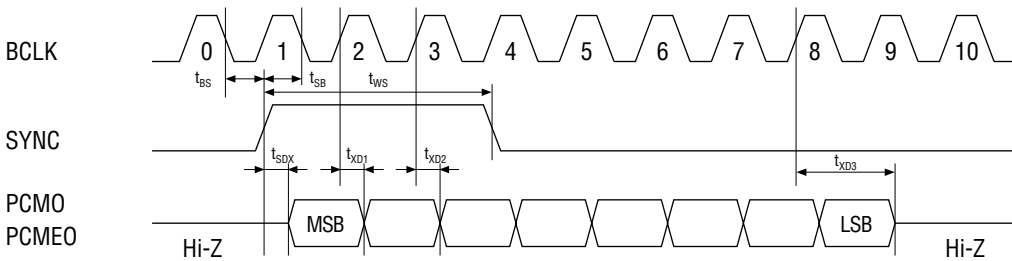 BCLK 0 1 2 3 4 5 6 7 8 9 10
tBS tSB tWS
SYNC
tSDX tXD1 tXD2 tXD3
PCMO
PCMEO
MSB LSB
Hi-Z Hi-Z